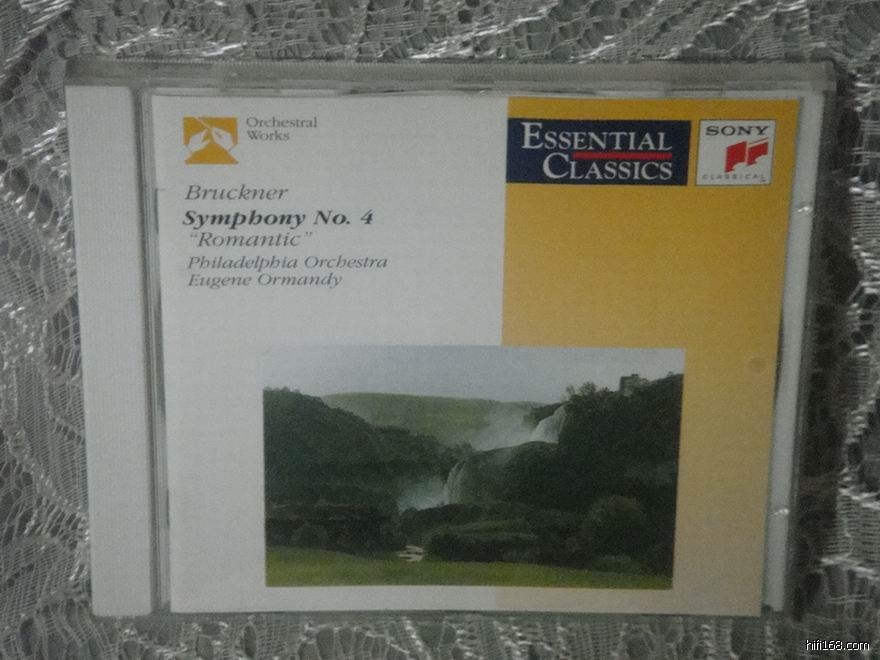 Orchestral
Works
ESSENTIAL
CLASSICS
SONY
CLASSICAL
Bruckner
Symphony No. 4
“Romantic”
Philadelphia Orchestra
Eugene Ormandy
hifi168.com